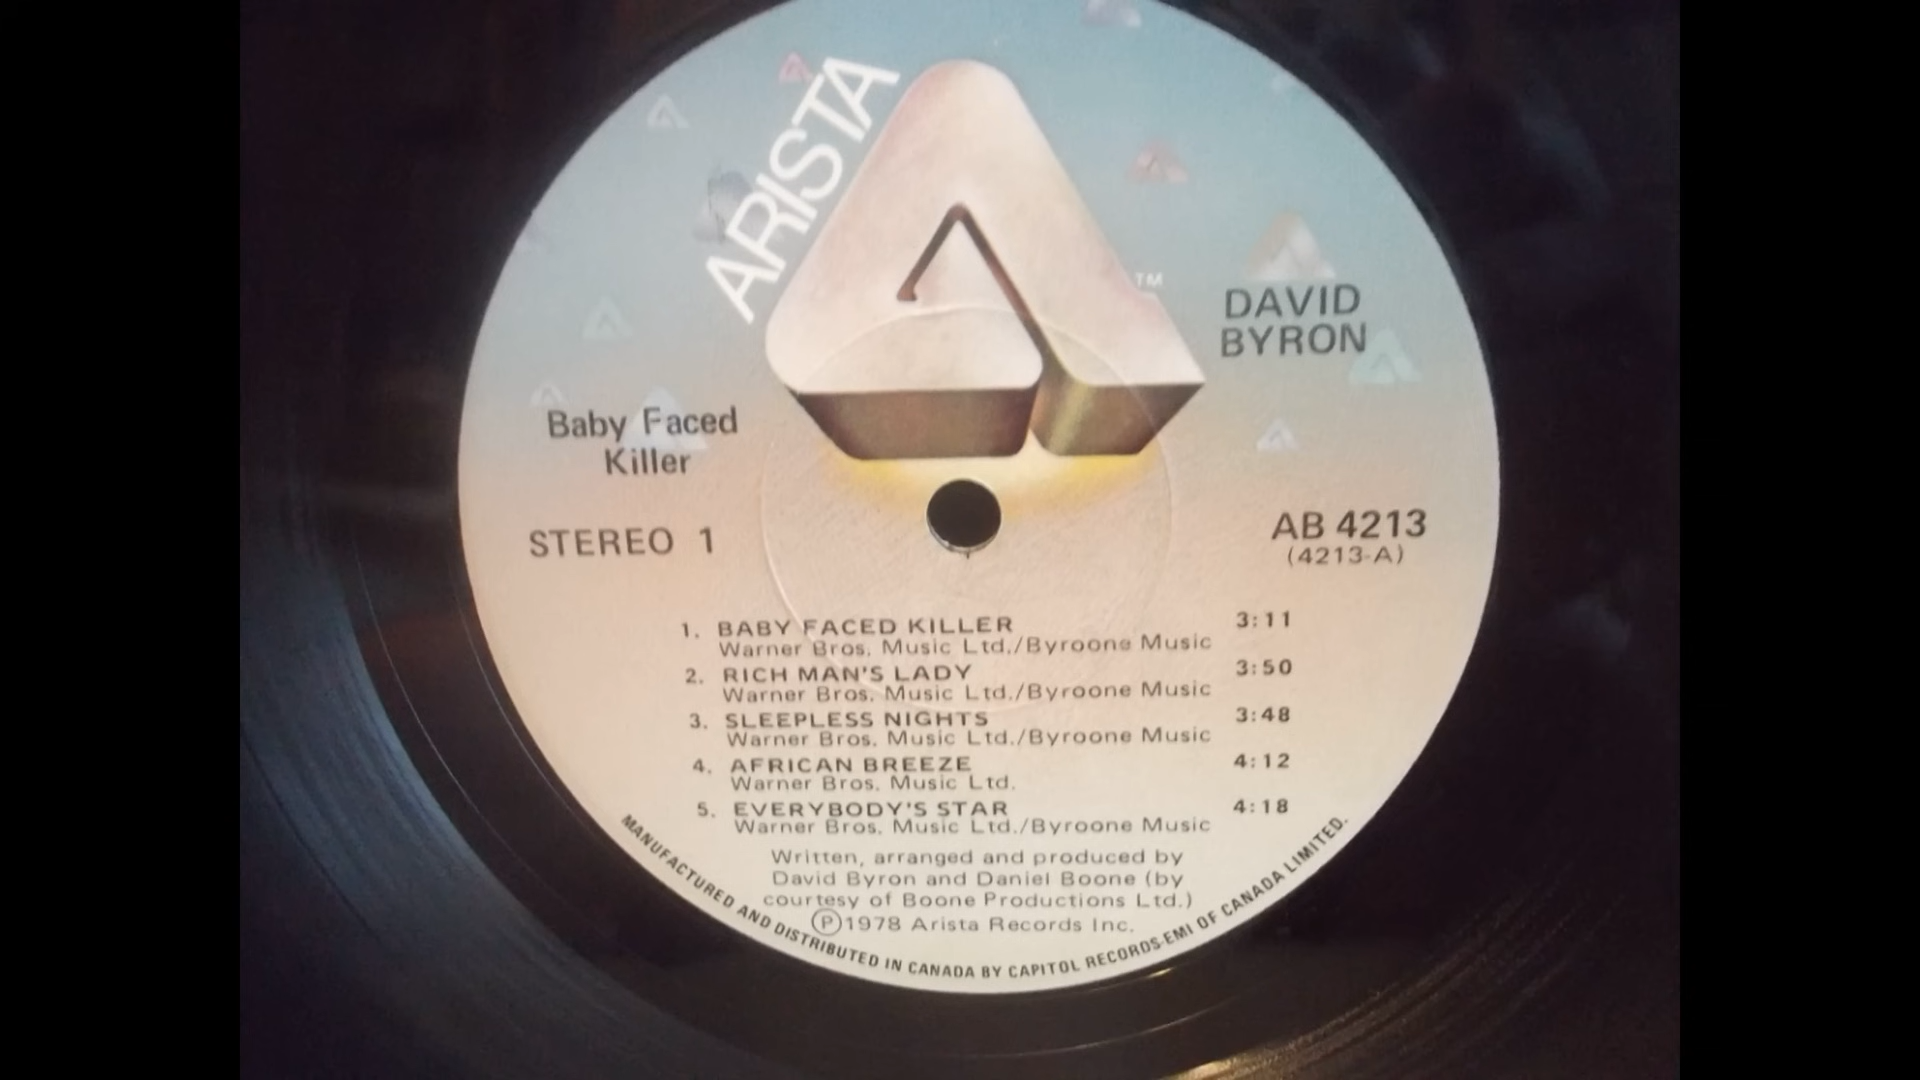 ARISTA
TM
DAVID
BYRON
Baby Faced
Killer
STEREO 1
AB 4213
(4213-A)
1. BABY FACED KILLER 3:11
Warner Bros. Music Ltd./Byroone Music
2. RICH MAN'S LADY 3:50
Warner Bros. Music Ltd./Byroone Music
3. SLEEPLESS NIGHTS 3:48
Warner Bros. Music Ltd./Byroone Music
4. AFRICAN BREEZE 4:12
Warner Bros. Music Ltd.
5. EVERYBODY'S STAR 4:18
Warner Bros. Music Ltd./Byroone Music
Written, arranged and produced by
David Byron and Daniel Boone (by
courtesy of Boone Productions Ltd.)
Ⓟ1978 Arista Records Inc.
MANUFACTURED AND DISTRIBUTED IN CANADA BY CAPITOL RECORDS-EMI OF CANADA LIMITED.